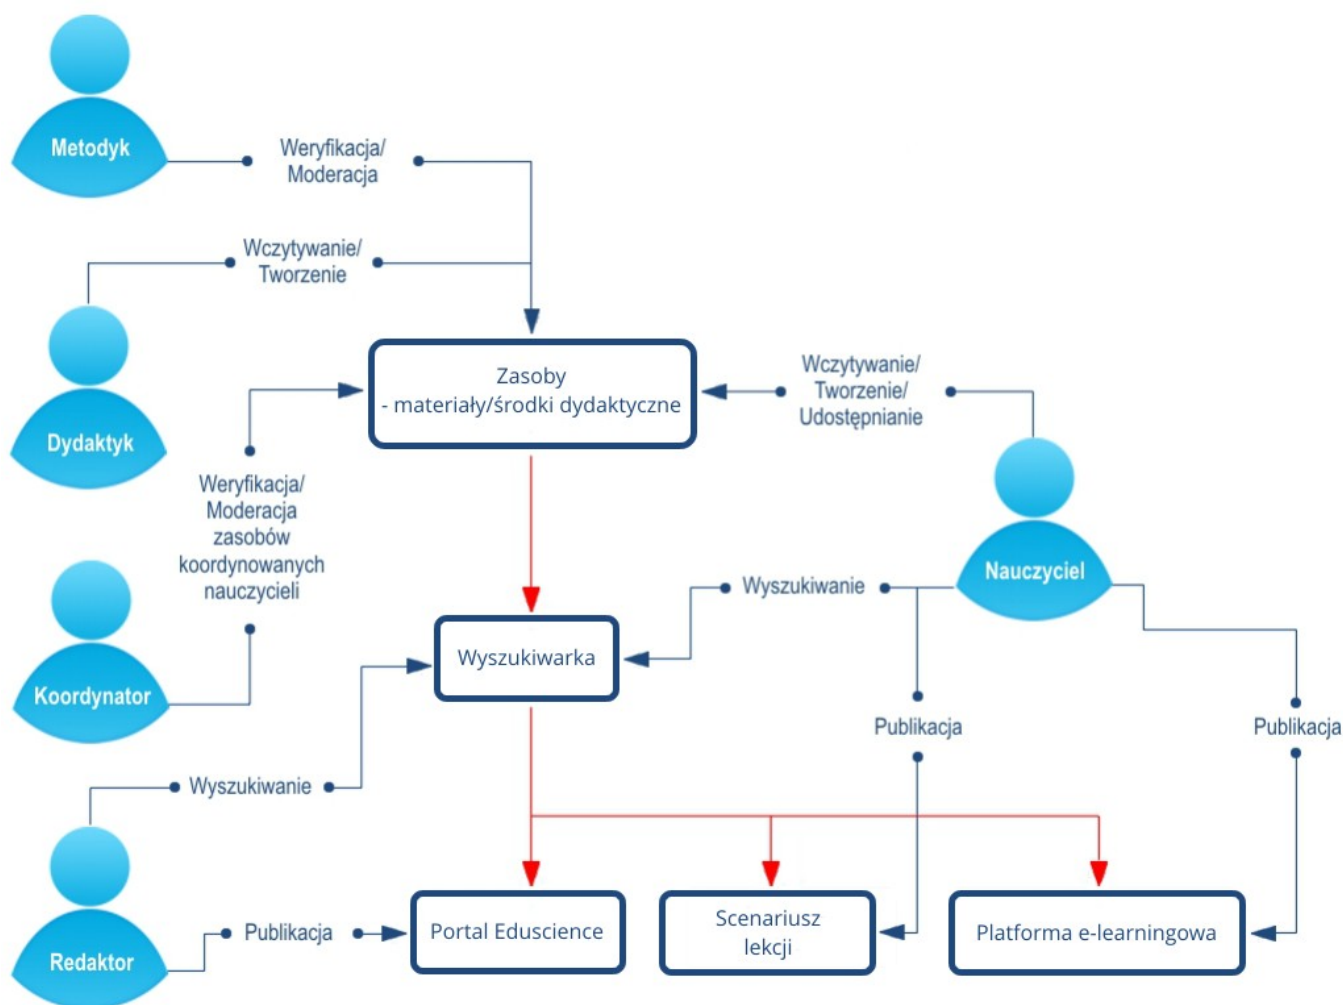 Metodyk
Weryfikacja/
Moderacja
Wczytywanie/
Tworzenie
Dydaktyk
Zasoby
- materiały/środki dydaktyczne
Wczytywanie/
Tworzenie/
Udostępnianie
Weryfikacja/
Moderacja
zasobów
koordynowanych
nauczycieli
Nauczyciel
Wyszukiwanie
Koordynator
Wyszukiwarka
Publikacja
Publikacja
Wyszukiwanie
Redaktor
Publikacja
Portal Eduscience
Scenariusz
lekcji
Platforma e-learningowa